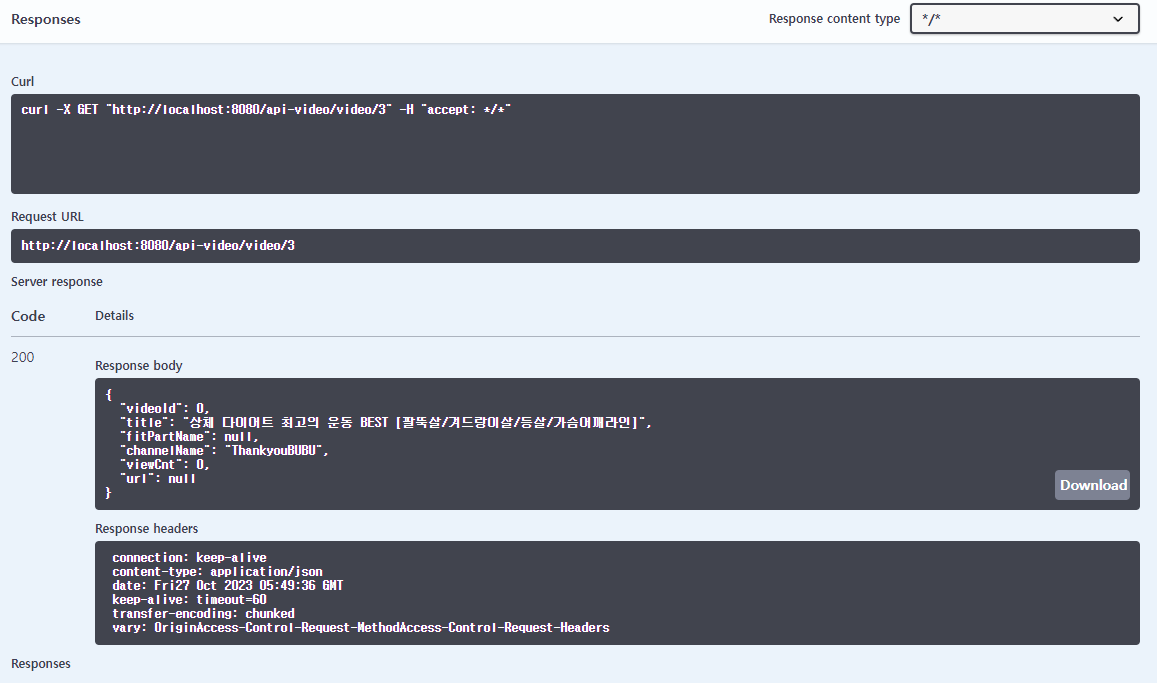 Responses
Response content type
*/*
Curl
curl -X GET "http://localhost:8080/api-video/video/3" -H "accept: */*"
Request URL
http://localhost:8080/api-video/video/3
Server response
Code
Details
200
Response body
{
"videoId": 0,
"title": "상체 다이어트 최고의 운동 BEST [팔뚝살/겨드랑이살/등살/가슴어깨라인]",
"fitPartName": null,
"channelName": "ThankyouBUBU",
"viewCnt": 0,
"url": null
}
Download
Response headers
connection: keep-alive
content-type: application/json
date: Fri27 Oct 2023 05:49:36 GMT
keep-alive: timeout=60
transfer-encoding: chunked
vary: OriginAccess-Control-Request-MethodAccess-Control-Request-Headers
Responses